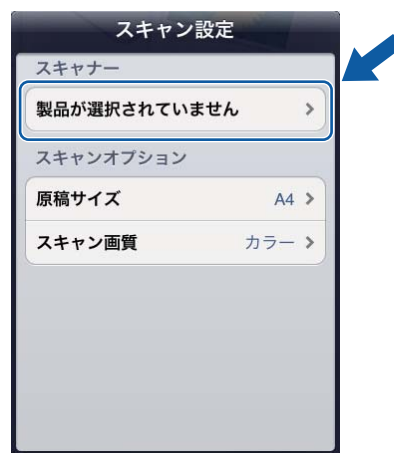 スキャン設定
スキャナー
製品が選択されていません
スキャンオプション
原稿サイズ A4
スキャン画質 カラー